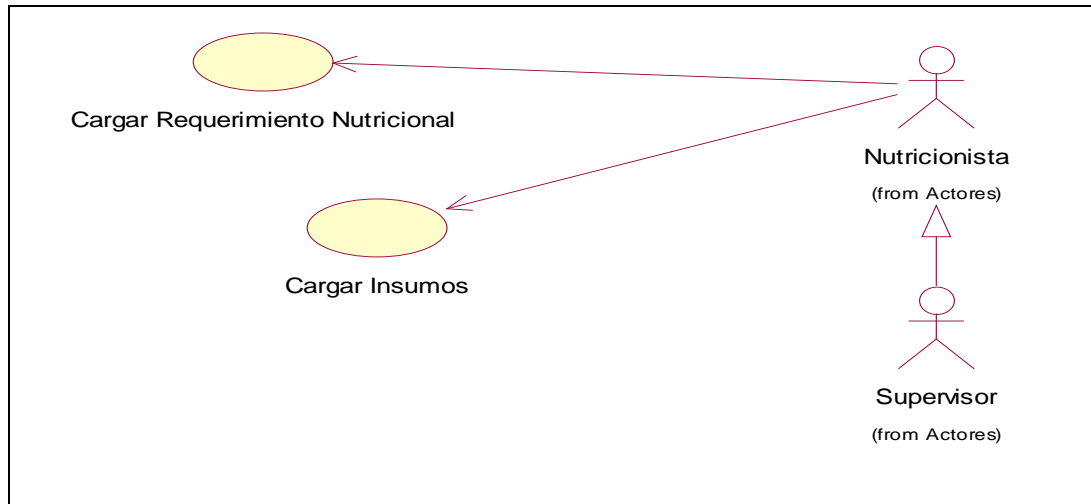 Cargar Requerimiento Nutricional
Nutricionista
(from Actores)
Cargar Insumos
Supervisor
(from Actores)